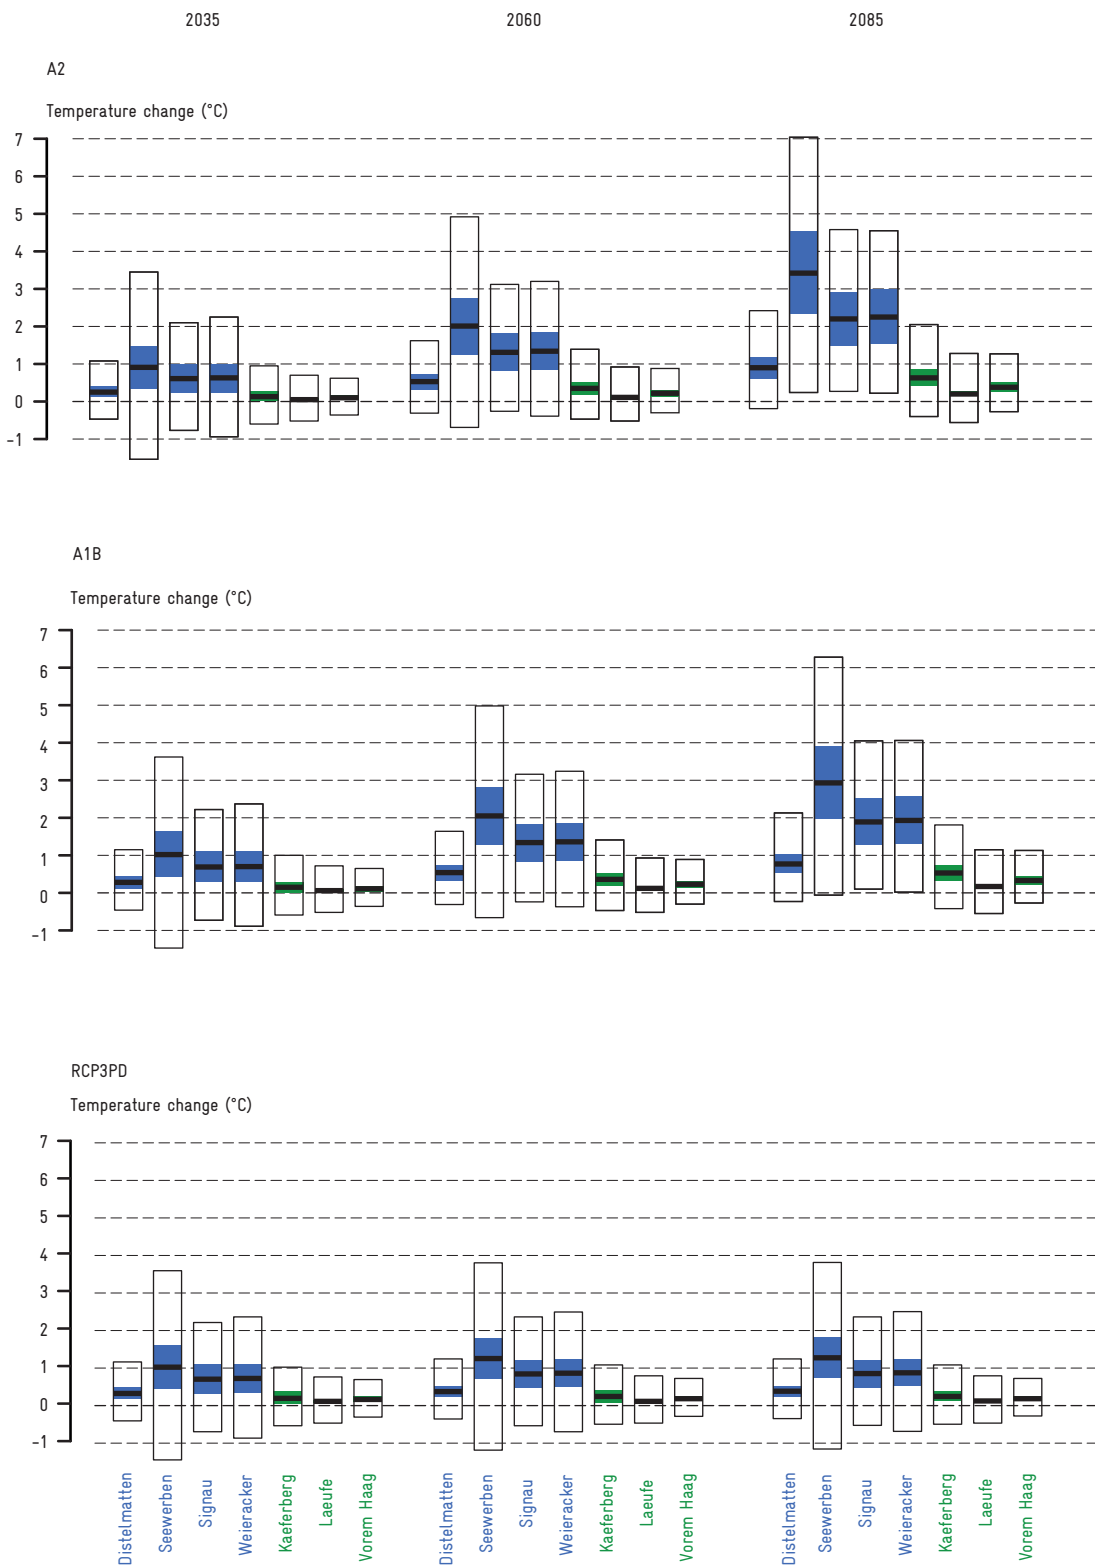 2035 2060 2085
A2
Temperature change (°C)
7
6
5
4
3
2
1
0
-1
A1B
Temperature change (°C)
7
6
5
4
3
2
1
0
-1
RCP3PD
Temperature change (°C)
7
6
5
4
3
2
1
0
-1
Distelmatten
Seewerben
Signau
Weieracker
Kaeferberg
Laeufe
Vorem Haag
Distelmatten
Seewerben
Signau
Weieracker
Kaeferberg
Laeufe
Vorem Haag
Distelmatten
Seewerben
Signau
Weieracker
Kaeferberg
Laeufe
Vorem Haag